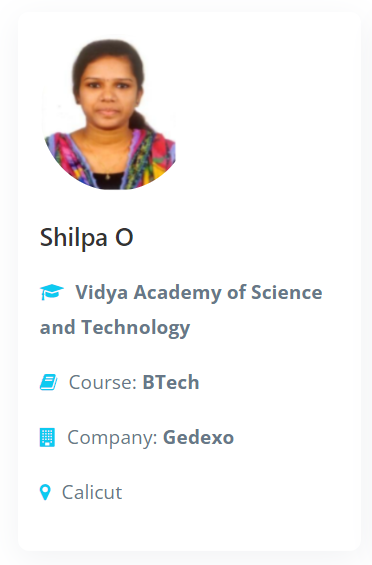 Shilpa O
Vidya Academy of Science
and Technology
Course: BTech
Company: Gedexo
Calicut